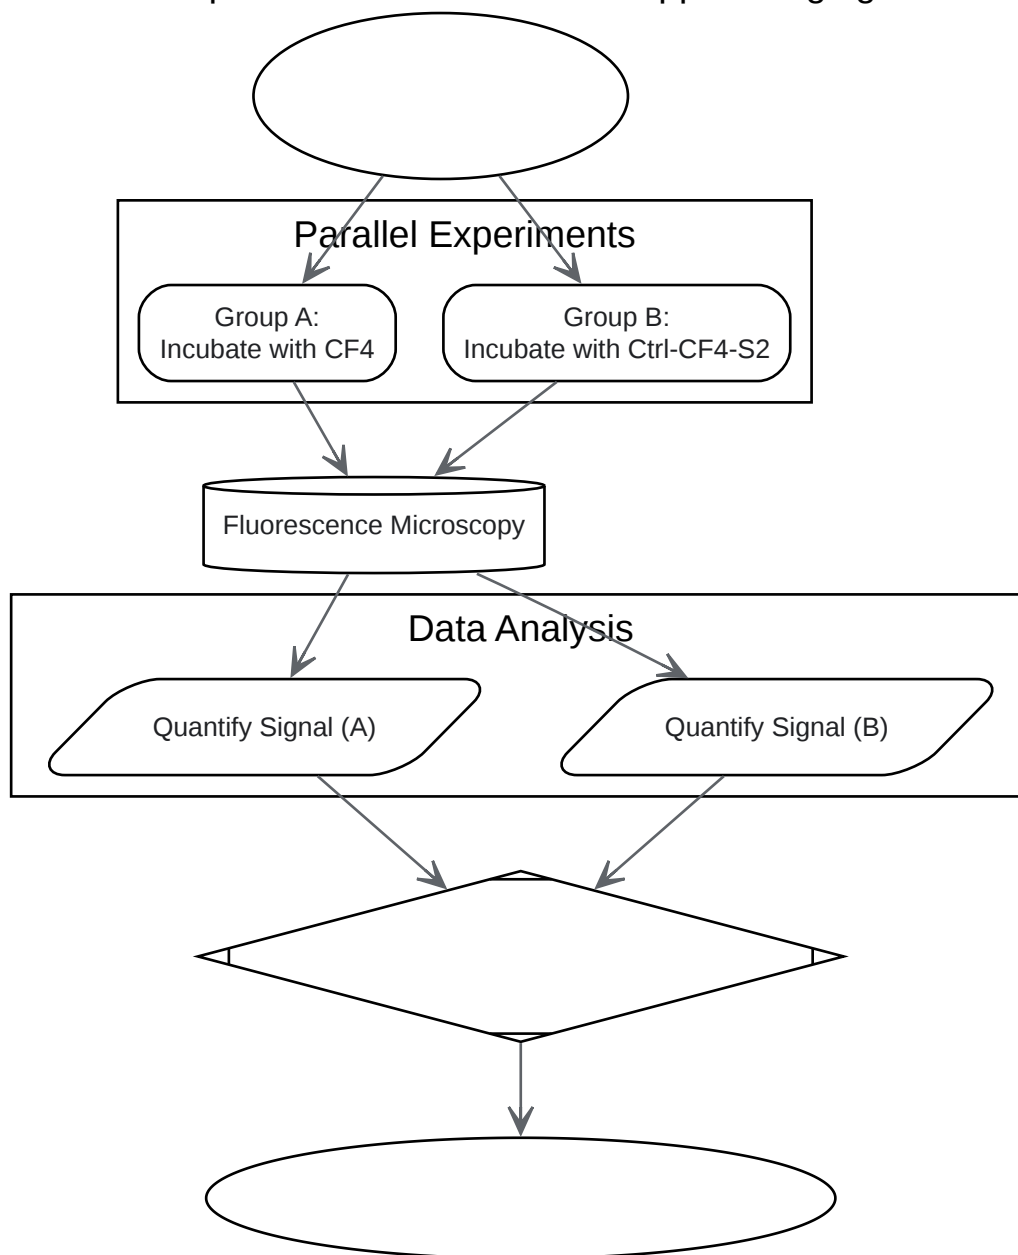 Parallel Experiments
Group A:
Incubate with CF4
Group B:
Incubate with Ctrl-CF4-S2
Fluorescence Microscopy
Data Analysis
Quantify Signal (A)
Quantify Signal (B)